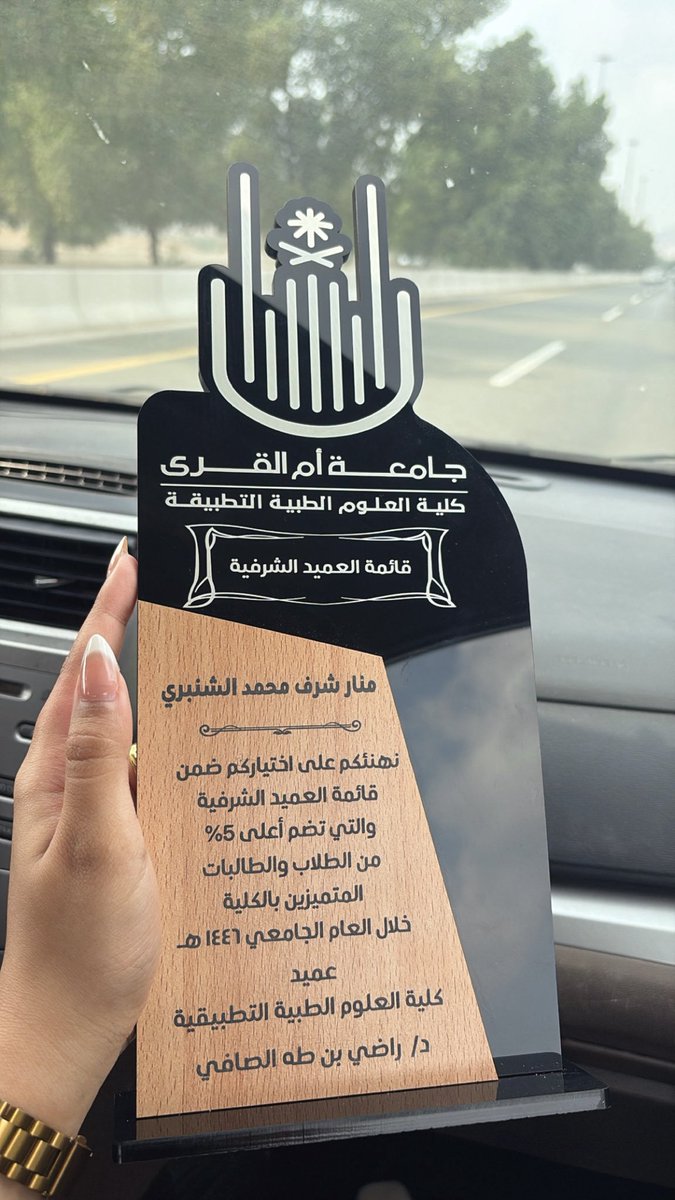 جامعة أم القرى
كلية العلوم الطبية التطبيقة
قائمة العميد الشرفية
منار شرف محمد الشنبري
نهنئكم على اختياركم ضمن
قائمة العميد الشرفية
والتي تضم أعلى 5%
من الطلاب والطالبات
المتميزين بالكلية
خلال العام الجامعي ١٤٤٦ هـ
عميد
كلية العلوم الطبية التطبيقية
د/ راضي بن طه الصافي